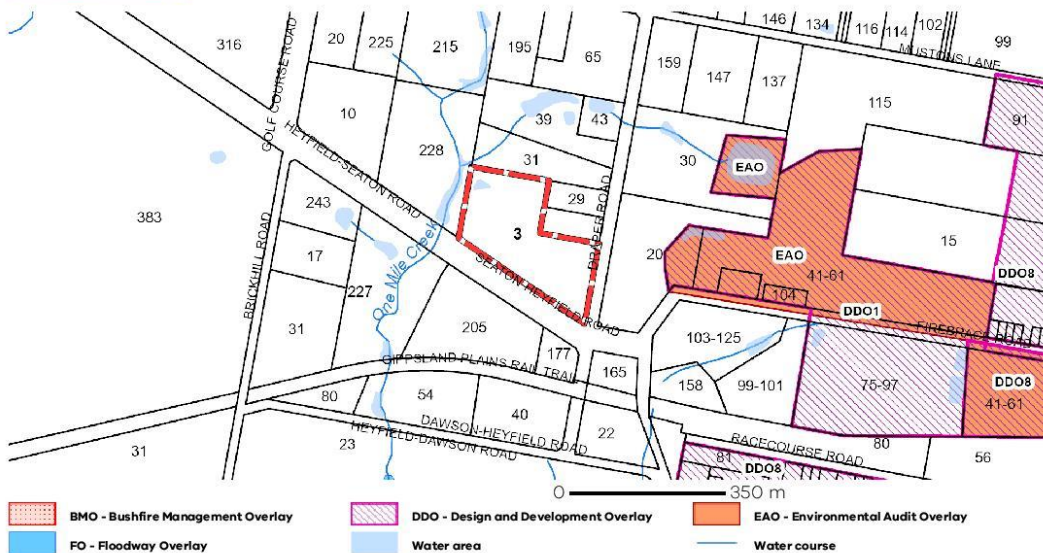 316
20
225
215
195
65
159
147
137
146
134
116
114
102
99
MUSTONS LANE
GOLF COURSE ROAD
10
HEYFIELD-SEATON ROAD
228
39
43
31
29
30
EAO
115
91
383
243
17
227
31
BRICKHILL ROAD
One Mile Creek
3
DRAPER ROAD
SEATON-HEYFIELD ROAD
20
EAO
41-61
104
15
DDO8
DDO1
FIREBRACE ROAD
205
177
165
103-125
158
99-101
75-97
DDO8
41-61
GIPPSLAND PLAINS RAIL TRAIL
80
54
40
22
DAWSON-HEYFIELD ROAD
HEYFIELD-DAWSON ROAD
31
23
RACECOURSE ROAD
81
DDO8
80
56
0 350 m
BMO - Bushfire Management Overlay
DDO - Design and Development Overlay
EAO - Environmental Audit Overlay
FO - Floodway Overlay
Water area
Water course